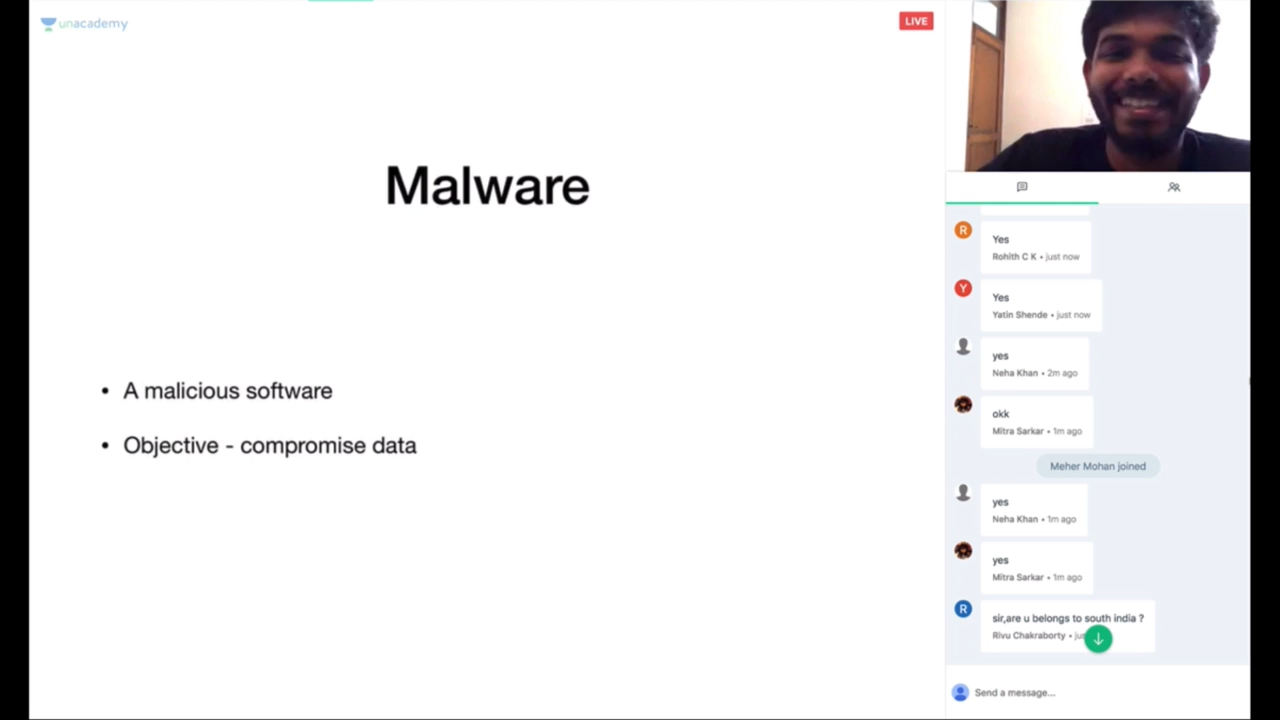 unacademy
LIVE
Malware
• A malicious software
• Objective - compromise data
R
Yes
Rohith C K • just now
Y
Yes
Yatin Shende • just now
yes
Neha Khan • 2m ago
okk
Mitra Sarkar • 1m ago
Meher Mohan joined
yes
Neha Khan • 1m ago
yes
Mitra Sarkar • 1m ago
R
sir,are u belongs to south india ?
Rivu Chakraborty •
Send a message...